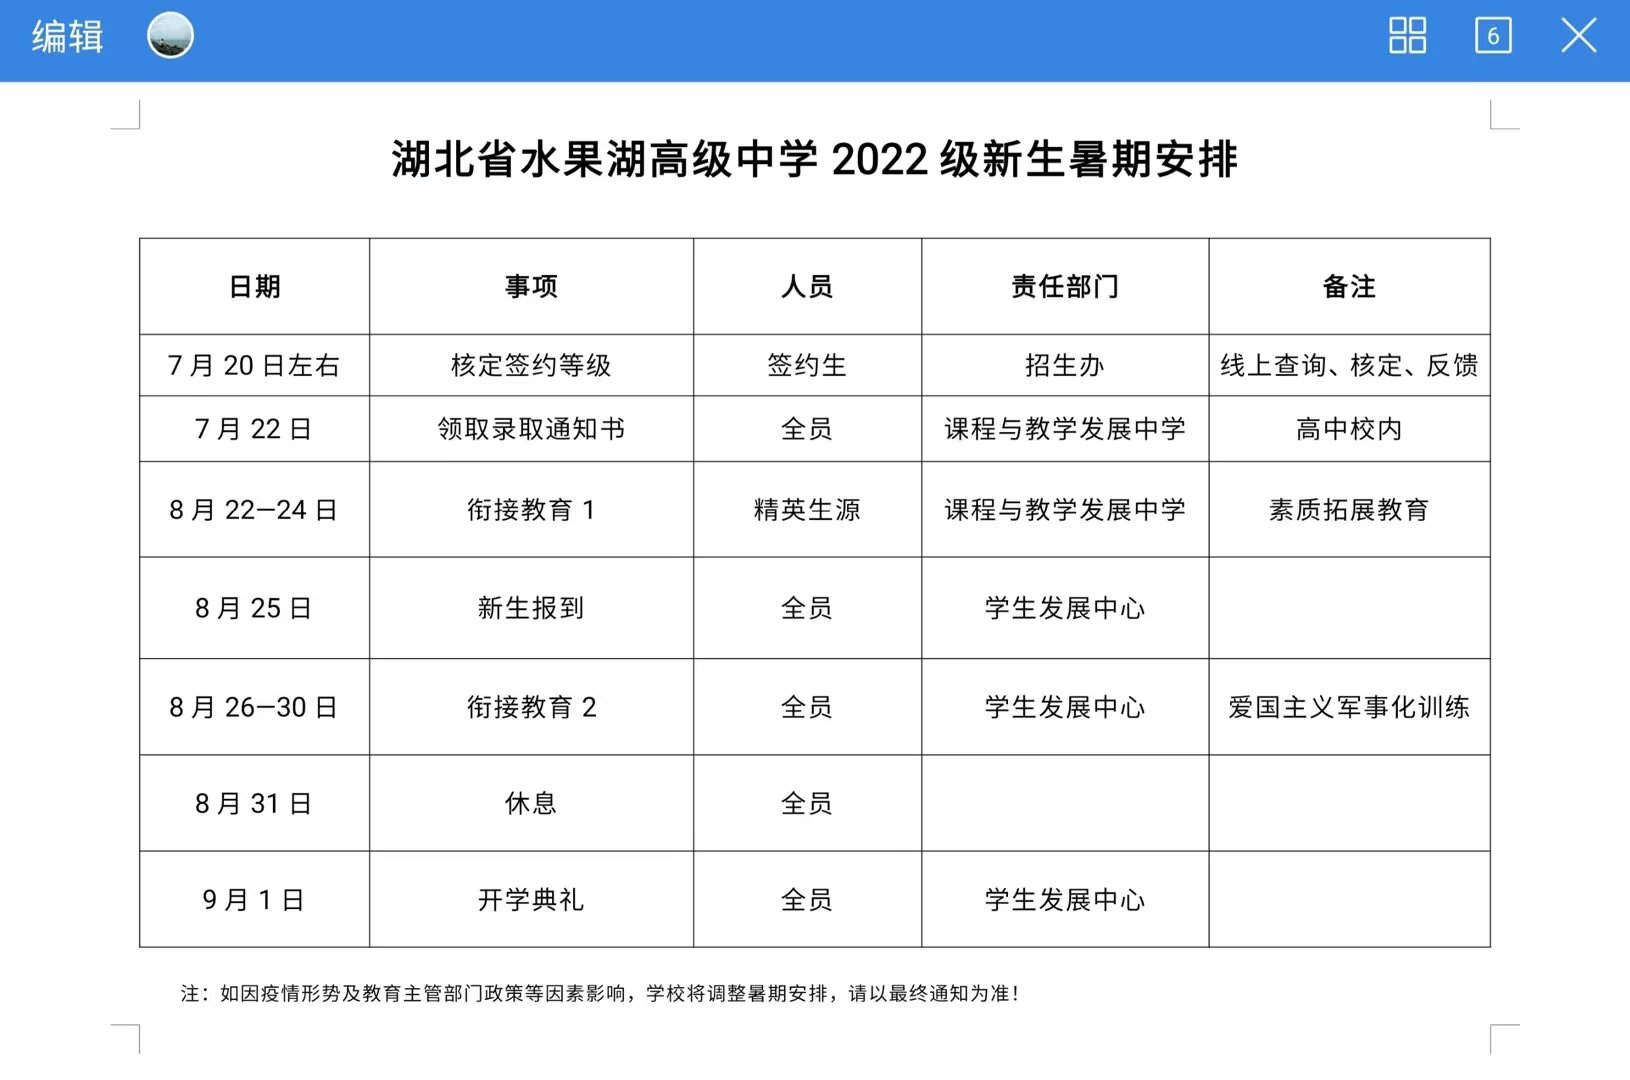 编辑
6
湖北省水果湖高级中学 2022 级新生暑期安排
日期 事项 人员 责任部门 备注
7 月 20 日左右 核定签约等级 签约生 招生办 线上查询、核定、反馈
7 月 22 日 领取录取通知书 全员 课程与教学发展中学 高中校内
8 月 22—24 日 衔接教育 1 精英生源 课程与教学发展中学 素质拓展教育
8 月 25 日 新生报到 全员 学生发展中心
8 月 26—30 日 衔接教育 2 全员 学生发展中心 爱国主义军事化训练
8 月 31 日 休息 全员
9 月 1 日 开学典礼 全员 学生发展中心
注：如因疫情形势及教育主管部门政策等因素影响，学校将调整暑期安排，请以最终通知为准！